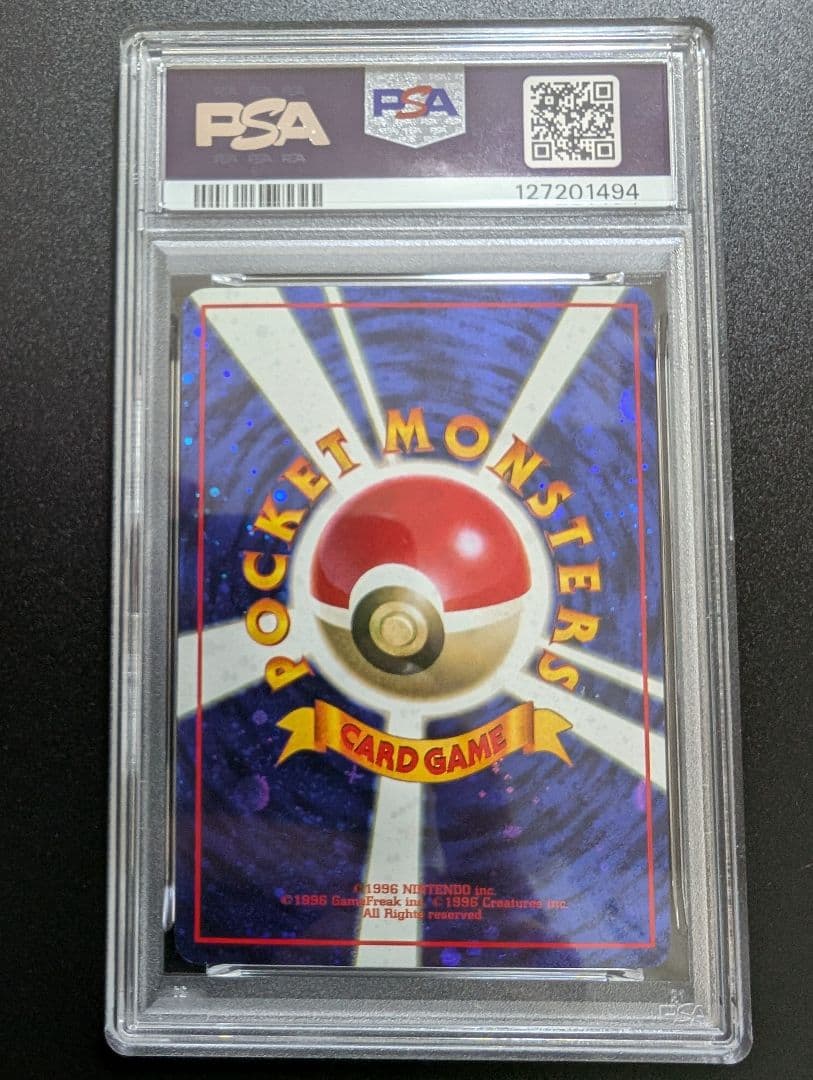 PSA
PSA
127201494
POCKET MONSTERS
CARD GAME
©1996 NINTENDO inc.
©1996 GameFreak inc. ©1996 Creatures inc.
All Rights reserved.
PSA